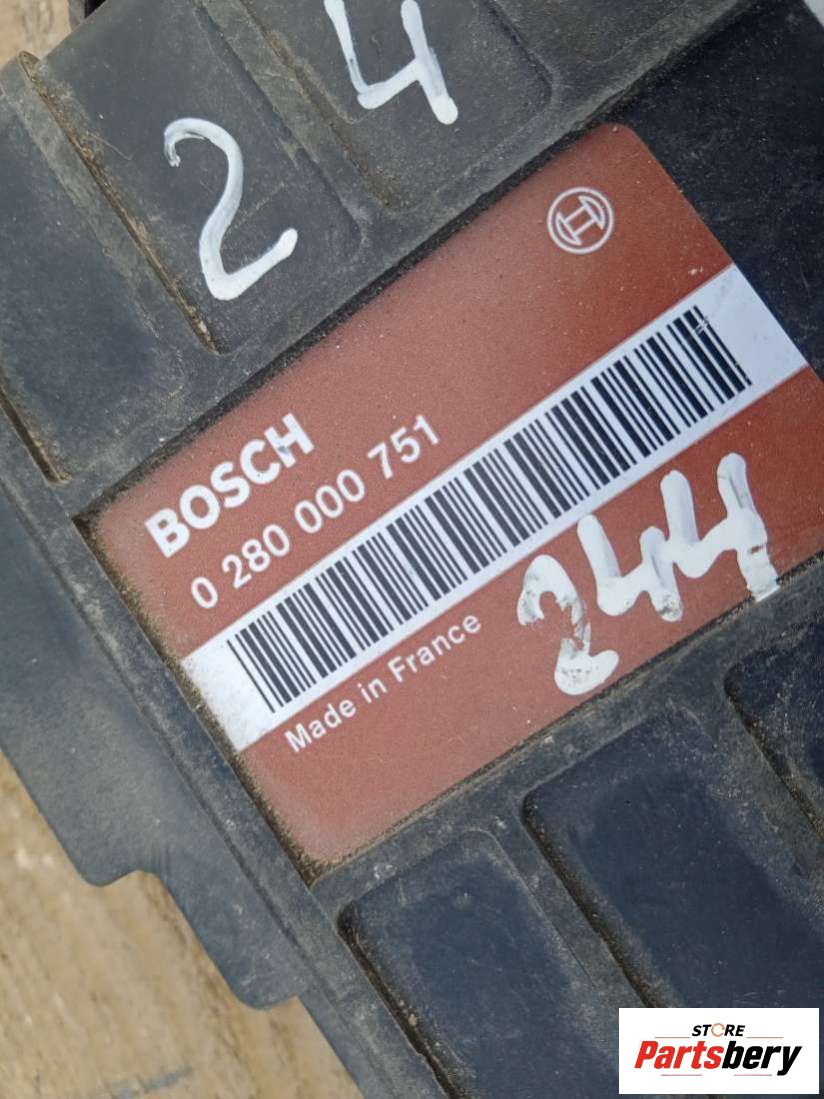 24
BOSCH
0 280 000 751
Made in France
244
STORE
Partsbery